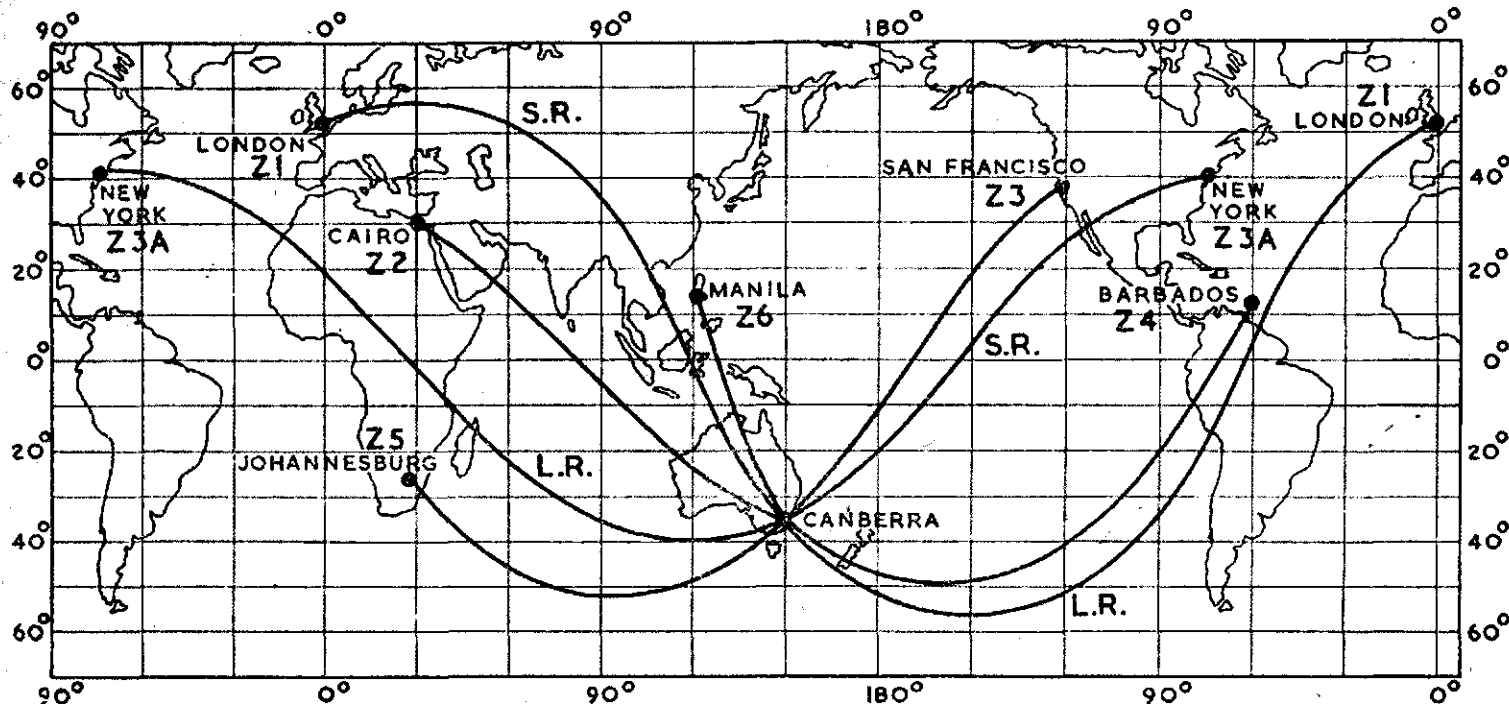 90° 0° 90° 180° 90° 0°
60° 60°
S.R.
Z1
LONDON
LONDON
Z1
SAN FRANCISCO
Z3
40° 40°
NEW
YORK
Z3A
NEW
YORK
Z3A
CAIRO
Z2
20° 20°
MANILA
Z6
BARBADOS
Z4
S.R.
0° 0°
Z5
JOHANNESBURG
20° 20°
L.R.
CANBERRA
40° 40°
L.R.
60° 60°
90° 0° 90° 180° 90° 0°